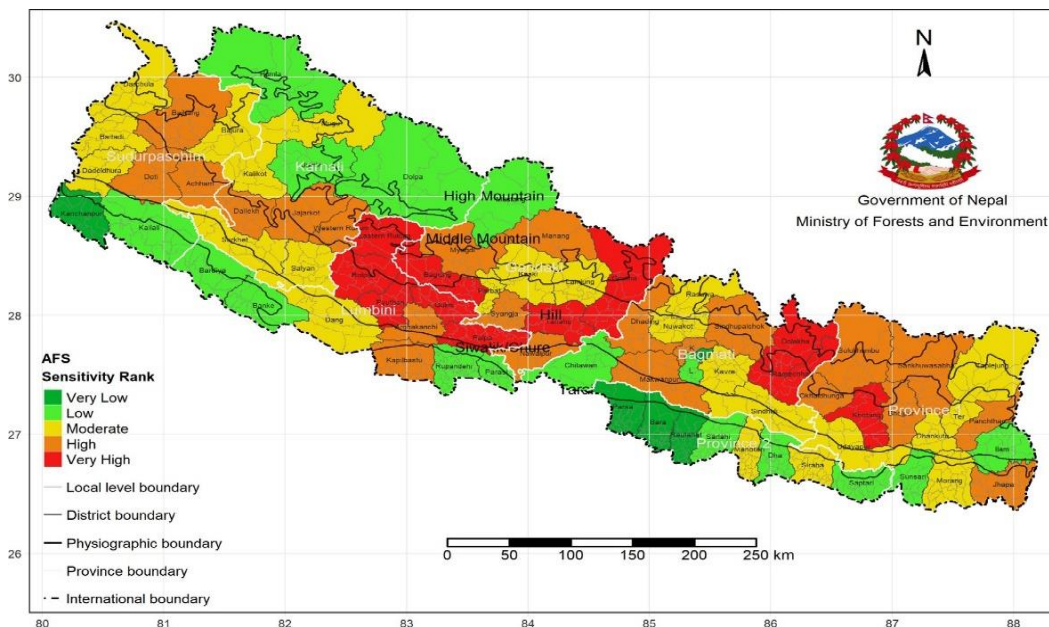 N
Government of Nepal
Ministry of Forests and Environment
30
29
28
27
26
80
81
82
83
84
85
86
87
88
Humla
Darchula
Bajura
Baitadi
Sudurpaschim
Dadeldhura
Doti
Achham
Kalikot
Karnali
Dolpa
High Mountain
Kanchanpur
Kailali
Dailekh
Jajarkot
Middle Mountain
Manang
Surkhet
Salyan
Bardiya
Banke
Dang
Lumbini
Lamjung
Syangja
Hill
Siwalik/Chure
Kapilbastu
Rupandehi
Parasi
Chitawan
Dhading
Nuwakot
Rasuwa
Sindhupalchok
Bagmati
Kavre
Makwanpur
Dolakha
Ramechhap
Solukhumbu
Sankhuwasabha
Taplejung
Okhaldhunga
Khotang
Province 1
Ter
Panchthar
Dhankuta
Ilam
Jhapa
Morang
Sunsari
Saptari
Siraha
Udayapur
Sindhuli
Dha
Province 2
Sarlahi
Rautahat
Bara
Parsa
Terai
AFS
Sensitivity Rank
Very Low
Low
Moderate
High
Very High
Local level boundary
District boundary
Physiographic boundary
Province boundary
International boundary
0 50 100 150 200 250 km